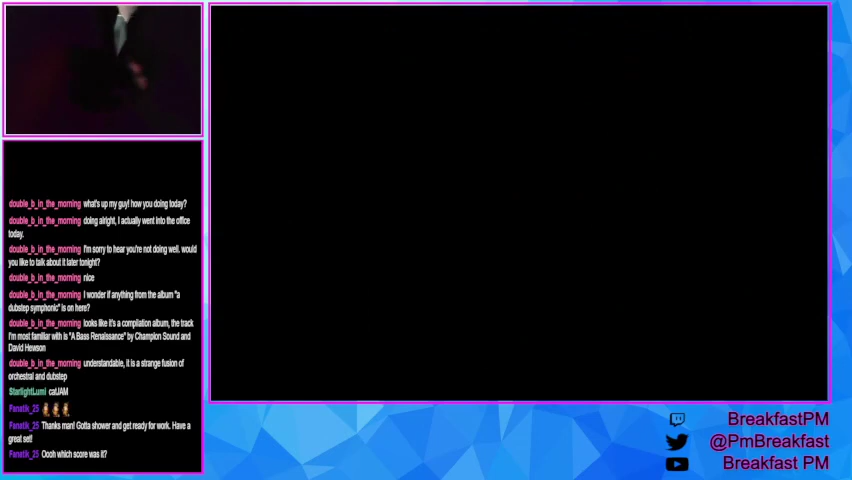 double_b_in_the_morning what's up my guy! how you doing today?
double_b_in_the_morning doing alright, I actually went into the office
today.
double_b_in_the_morning I'm sorry to hear you're not doing well. would
you like to talk about it later tonight?
double_b_in_the_morning nice
double_b_in_the_morning I wonder if anything from the album "a
dubstep symphonic" is on here?
double_b_in_the_morning looks like it's a compilation album, the track
I'm most familiar with is "A Bass Renaissance" by Champion Sound and
David Hewson
double_b_in_the_morning understandable, it is a strange fusion of
orchestral and dubstep
StarlightLumi catJAM
Fanatik_25
Fanatik_25 Thanks man! Gotta shower and get ready for work. Have a
great set!
Fanatik_25 Oooh which score was it?
BreakfastPM
@PmBreakfast
Breakfast PM